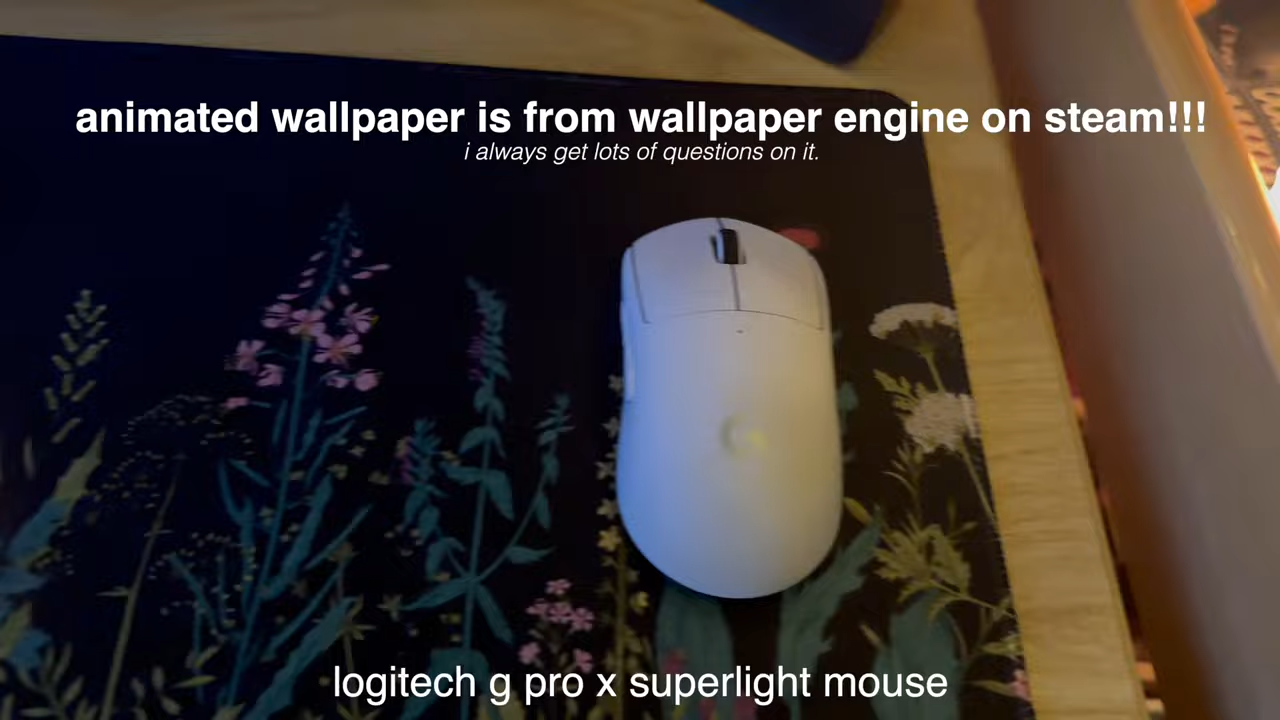 animated wallpaper is from wallpaper engine on steam!!!
i always get lots of questions on it.
logitech g pro x superlight mouse